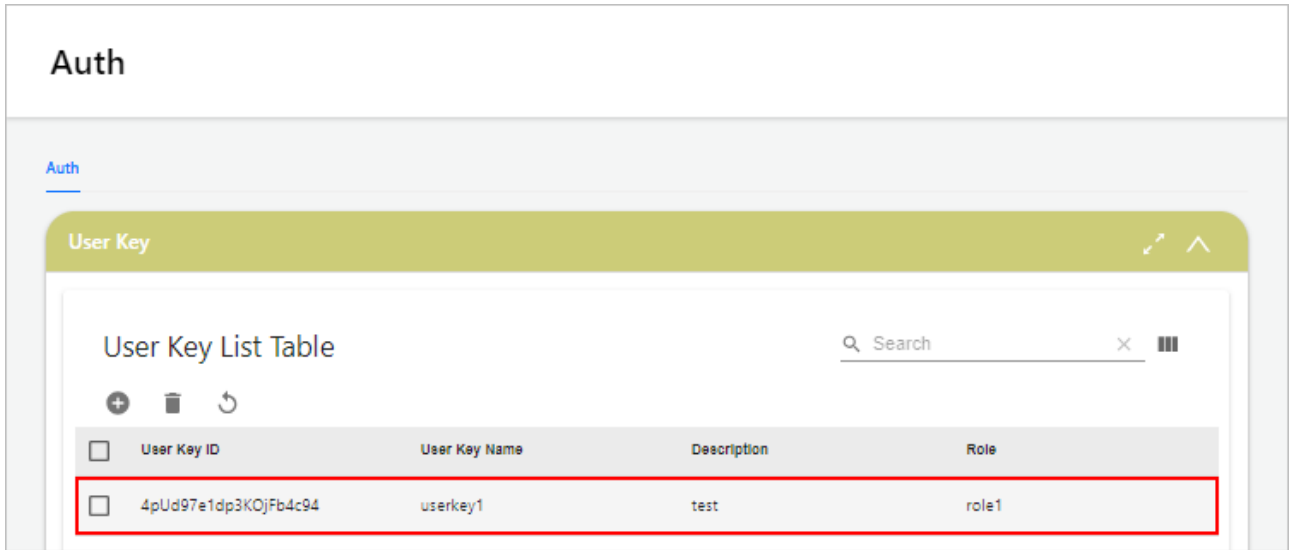 Auth
Auth
User Key
User Key List Table
Search
User Key ID User Key Name Description Role
4pUd97e1dp3KOjFb4c94 userkey1 test role1